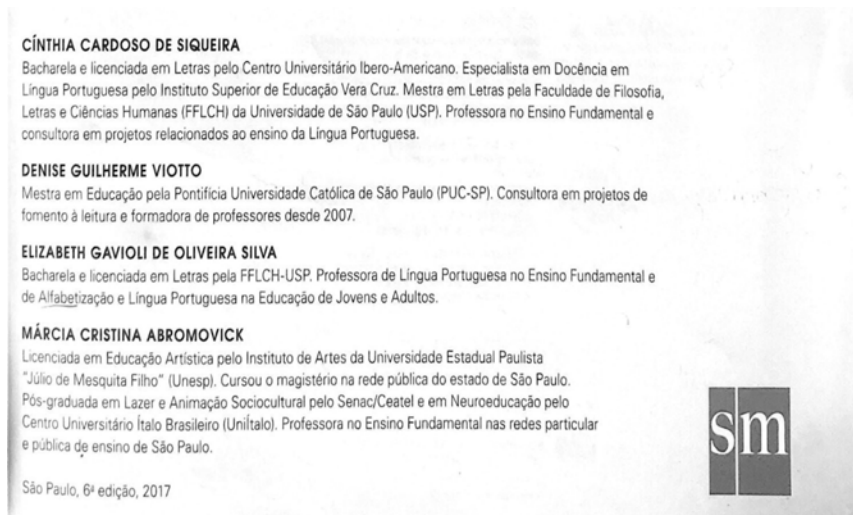 CÍNTHIA CARDOSO DE SIQUEIRA
Bacharela e licenciada em Letras pelo Centro Universitário Ibero-Americano. Especialista em Docência em
Língua Portuguesa pelo Instituto Superior de Educação Vera Cruz. Mestra em Letras pela Faculdade de Filosofia,
Letras e Ciências Humanas (FFLCH) da Universidade de São Paulo (USP). Professora no Ensino Fundamental e
consultora em projetos relacionados ao ensino da Língua Portuguesa.
DENISE GUILHERME VIOTTO
Mestra em Educação pela Pontifícia Universidade Católica de São Paulo (PUC-SP). Consultora em projetos de
fomento à leitura e formadora de professores desde 2007.
ELIZABETH GAVIOLI DE OLIVEIRA SILVA
Bacharela e licenciada em Letras pela FFLCH-USP. Professora de Língua Portuguesa no Ensino Fundamental e
de Alfabetização e Língua Portuguesa na Educação de Jovens e Adultos.
MÁRCIA CRISTINA ABROMOVICK
Licenciada em Educação Artística pelo Instituto de Artes da Universidade Estadual Paulista
"Júlio de Mesquita Filho" (Unesp). Cursou o magistério na rede pública do estado de São Paulo.
Pós-graduada em Lazer e Animação Sociocultural pelo Senac/Ceatel e em Neuroeducação pelo
Centro Universitário Ítalo Brasileiro (UniÍtalo). Professora no Ensino Fundamental nas redes particular
e pública de ensino de São Paulo.
São Paulo, 6ª edição, 2017
sm